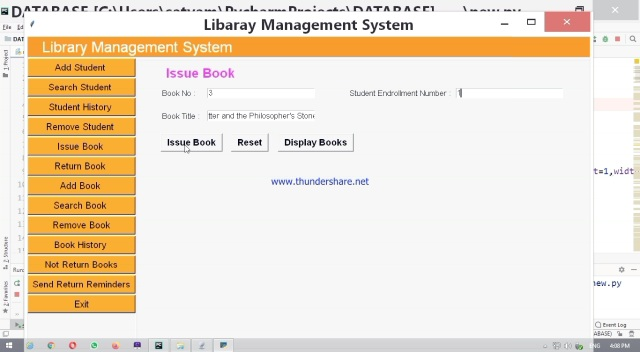 DATABASE [C:\Users\satyam\PycharmProjects\DATABASE] - ...\new.py
Libaray Management System
Library Management System
Add Student
Search Student
Student History
Remove Student
Issue Book
Return Book
Add Book
Search Book
Remove Book
Book History
Not Return Books
Send Return Reminders
Exit
Issue Book
Book No : 3
Student Endrollment Number : 1
Book Title : tter and the Philosopher's Stone
Issue Book Reset Display Books
www.thundershare.net
t=1,widt
new.py
Event Log
ENG 4:08 PM